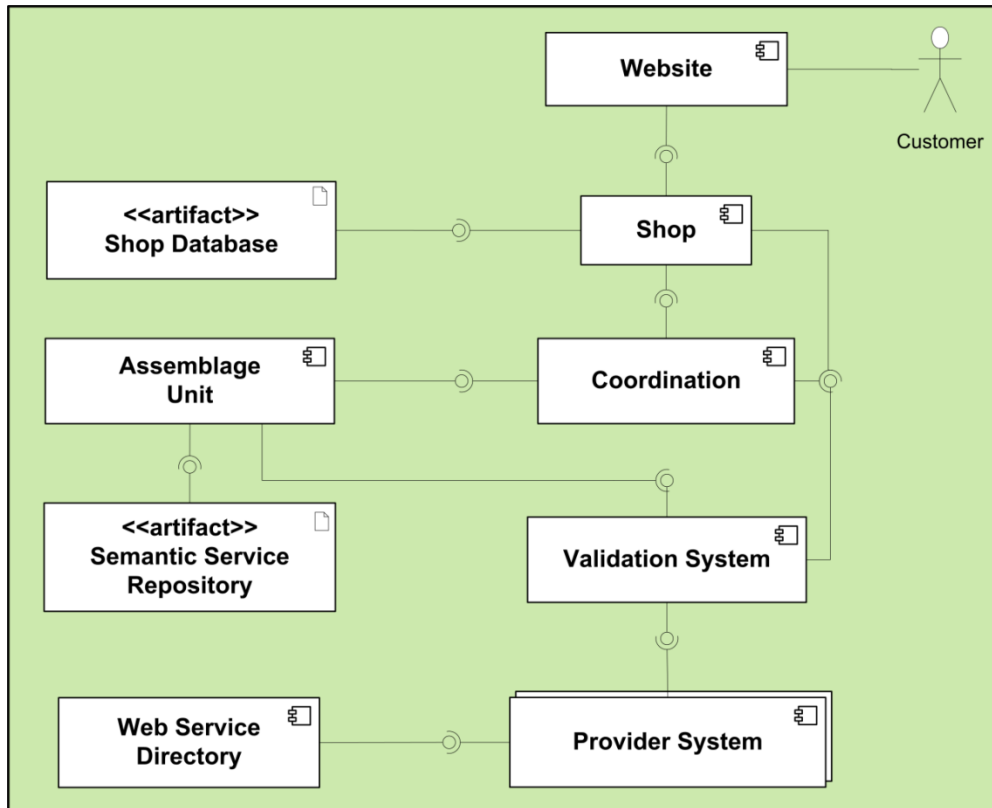 Website
Customer
<<artifact>>
Shop Database
Shop
Assemblage
Unit
Coordination
<<artifact>>
Semantic Service
Repository
Validation System
Web Service
Directory
Provider System